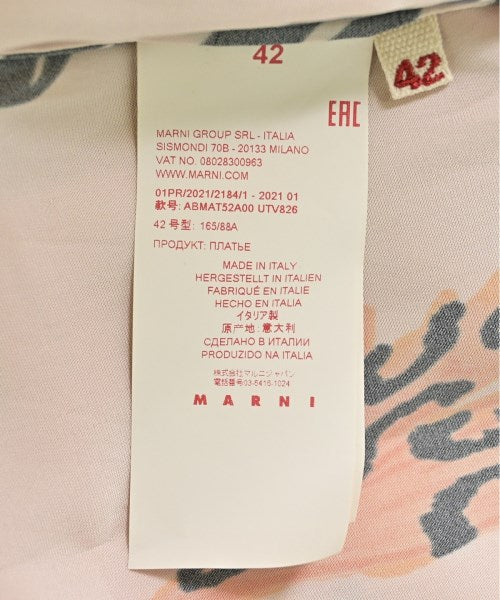 42
42
EAC
MARNI GROUP SRL - ITALIA
SISMONDI 70B - 20133 MILANO
VAT NO. 08028300963
WWW.MARNI.COM
01PR/2021/2184/1 - 2021 01
款号: ABMAT52A00 UTV826
42 号型: 165/88A
ПРОДУКТ: ПЛАТЬЕ
MADE IN ITALY
HERGESTELLT IN ITALIEN
FABRIQUÉ EN ITALIE
HECHO EN ITALIA
イタリア製
原产地: 意大利
СДЕЛАНО В ИТАЛИИ
PRODUZIDO NA ITALIA
株式会社マルニジャパン
電話番号03-5416-1024
MARNI